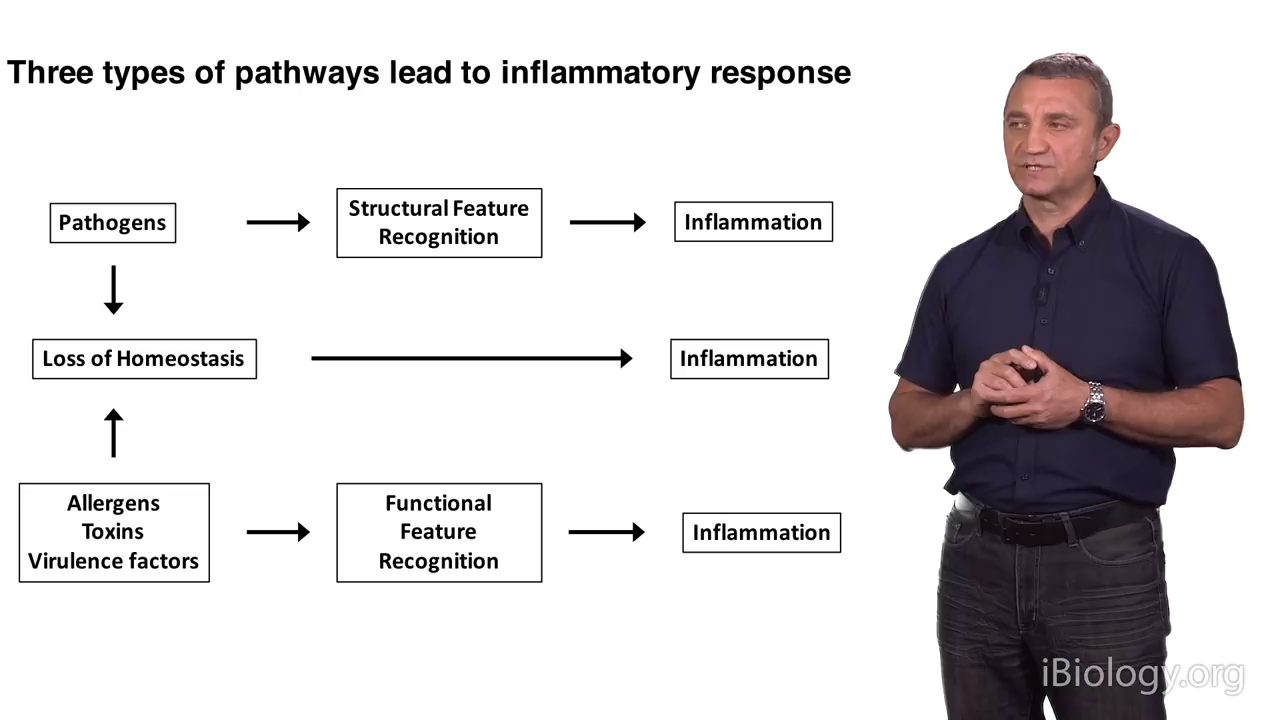 Three types of pathways lead to inflammatory response
Pathogens
Structural Feature
Recognition
Inflammation
Loss of Homeostasis
Inflammation
Allergens
Toxins
Virulence factors
Functional
Feature
Recognition
Inflammation
iBiology.org